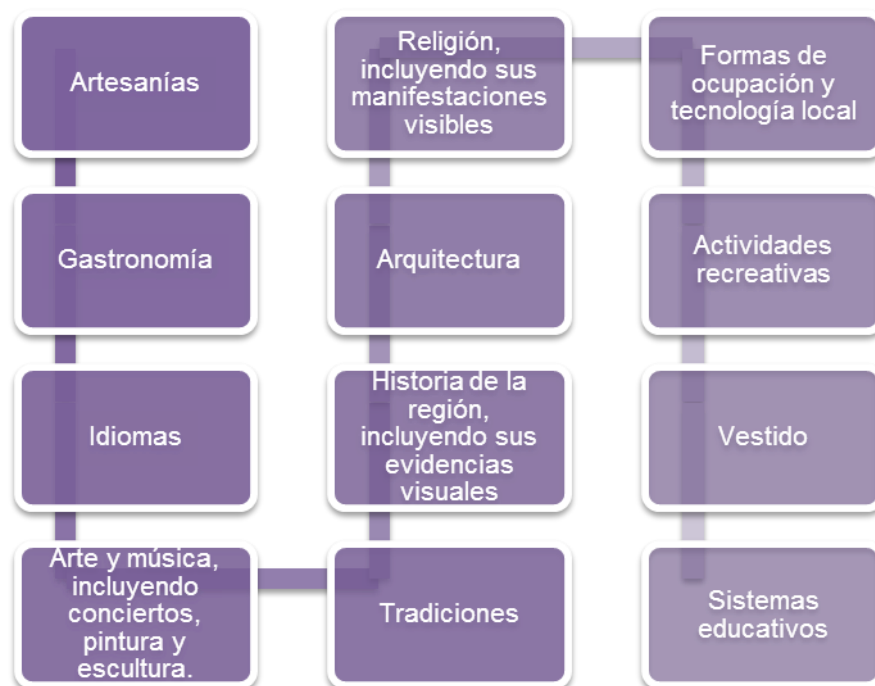 Artesanías
Gastronomía
Idiomas
Arte y música,
incluyendo
conciertos,
pintura y
escultura.
Tradiciones
Historia de la
región,
incluyendo sus
evidencias
visuales
Arquitectura
Religión,
incluyendo sus
manifestaciones
visibles
Formas de
ocupación y
tecnología local
Actividades
recreativas
Vestido
Sistemas
educativos